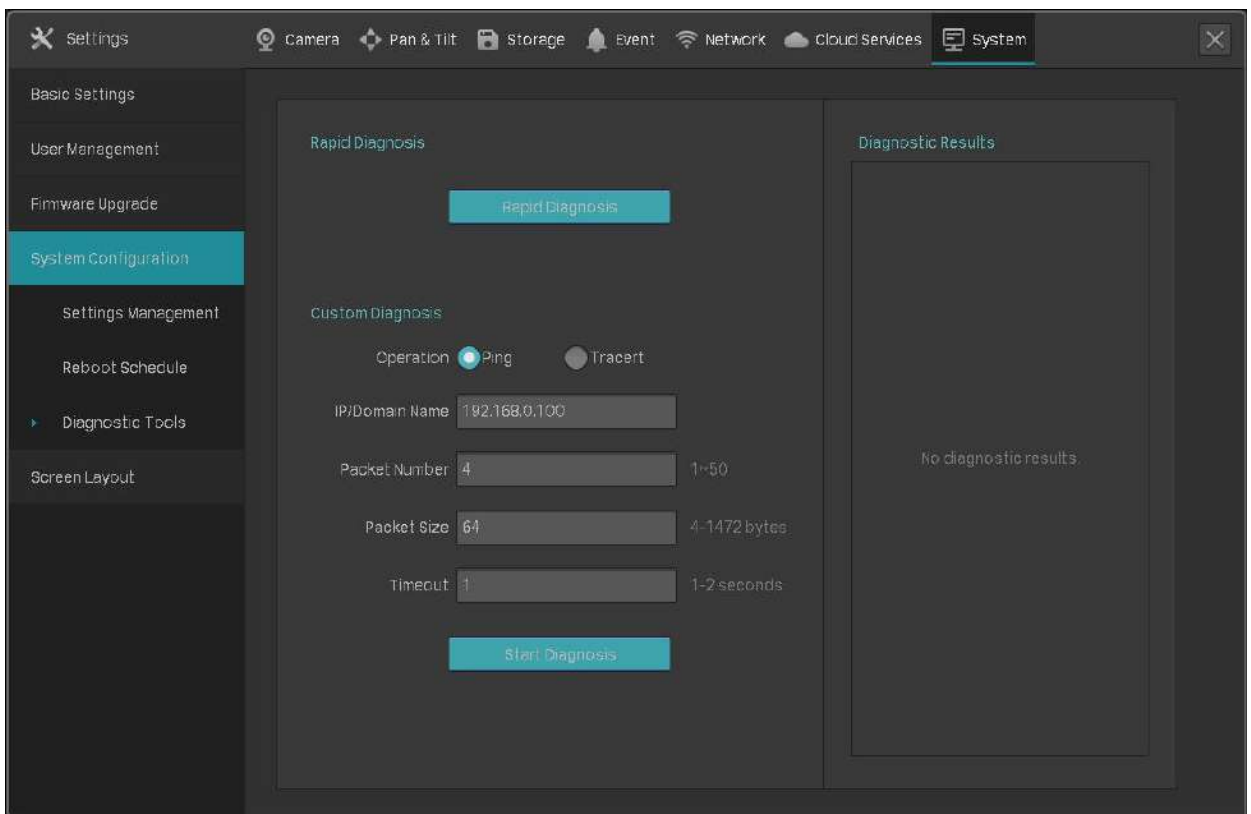 Settings
Camera Pan & Tilt Storage Event Network Cloud Services System
Basic Settings
User Management
Firmware Upgrade
System Configuration
Settings Management
Reboot Schedule
Diagnostic Tools
Screen Layout
Rapid Diagnosis
Rapid Diagnosis
Custom Diagnosis
Operation Ping Tracert
IP/Domain Name 192.168.0.100
Packet Number 4 1~50
Packet Size 64 4-1472 bytes
Timeout 1 1-2 seconds
Start Diagnosis
Diagnostic Results
No diagnostic results.